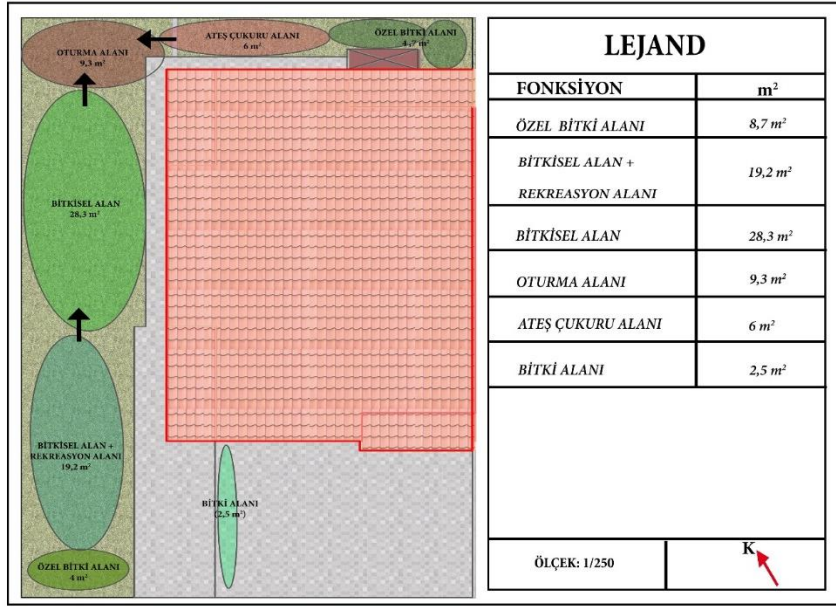 ATEŞ ÇUKURU ALANI
6 m²
ÖZEL BİTKİ ALANI
4,7 m²
OTURMA ALANI
9,3 m²
BİTKİSEL ALAN
28,3 m²
BİTKİSEL ALAN +
REKREASYON ALANI
19,2 m²
BİTKİ ALANI
(2,5 m²)
ÖZEL BİTKİ ALANI
4 m²
LEJAND
FONKSİYON m²
ÖZEL BİTKİ ALANI 8,7 m²
BİTKİSEL ALAN +
REKREASYON ALANI 19,2 m²
BİTKİSEL ALAN 28,3 m²
OTURMA ALANI 9,3 m²
ATEŞ ÇUKURU ALANI 6 m²
BİTKİ ALANI 2,5 m²
ÖLÇEK: 1/250 K